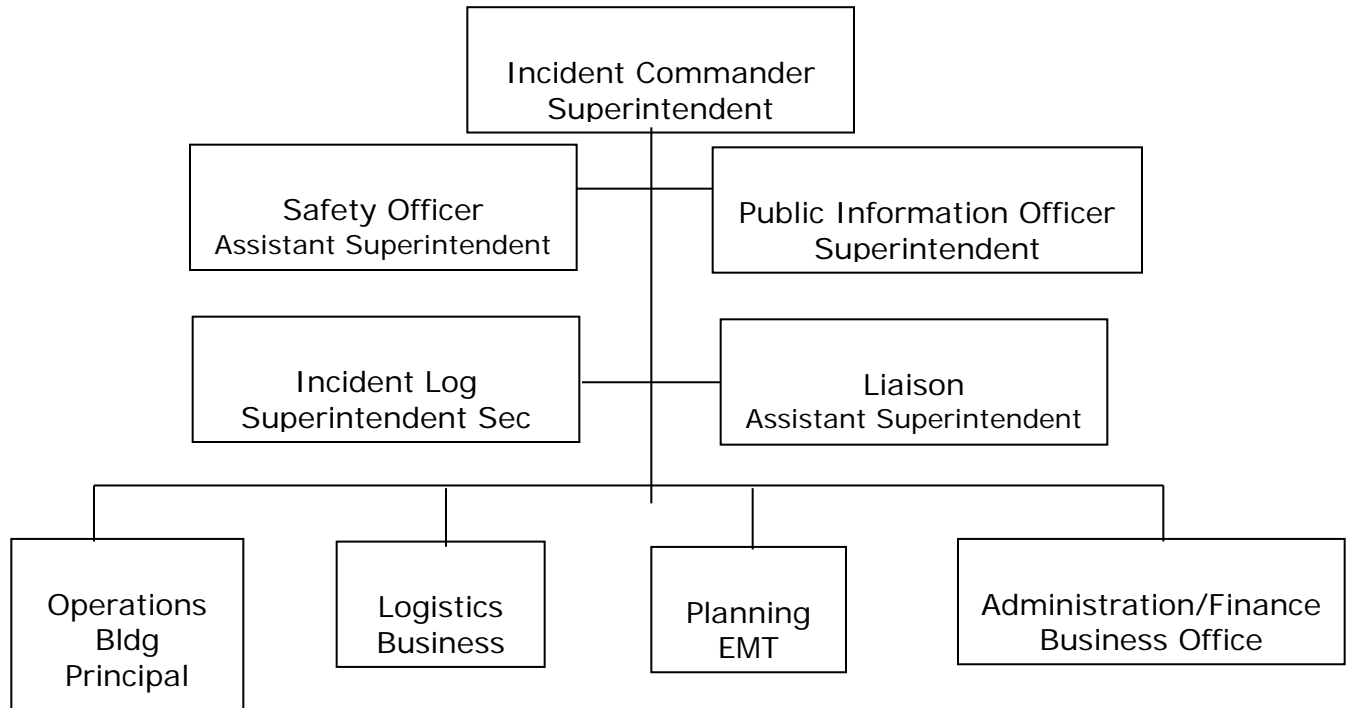 Incident Commander
Superintendent
Safety Officer
Assistant Superintendent
Public Information Officer
Superintendent
Incident Log
Superintendent Sec
Liaison
Assistant Superintendent
Operations
Bldg
Principal
Logistics
Business
Planning
EMT
Administration/Finance
Business Office